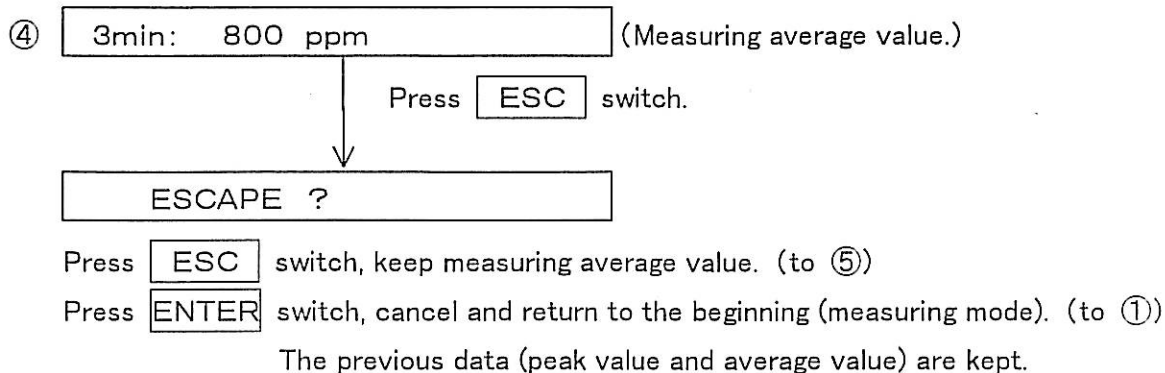 ④ 3min: 800 ppm (Measuring average value.)
Press ESC switch.
ESCAPE ?
Press ESC switch, keep measuring average value. (to ⑤)
Press ENTER switch, cancel and return to the beginning (measuring mode). (to ①)
The previous data (peak value and average value) are kept.